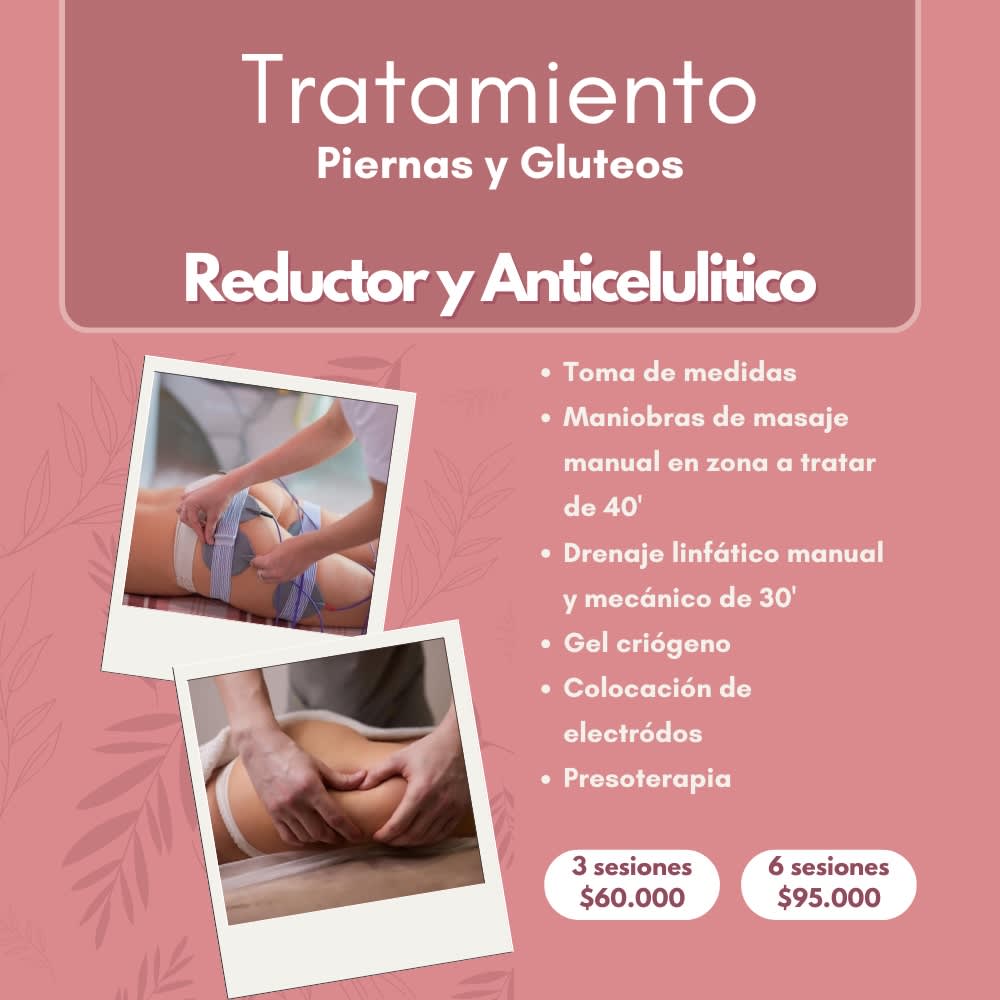 Tratamiento
Piernas y Gluteos
Reductor y Anticelulitico
• Toma de medidas
• Maniobras de masaje
manual en zona a tratar
de 40'
• Drenaje linfático manual
y mecánico de 30'
• Gel criógeno
• Colocación de
electródos
• Presoterapia
3 sesiones
$60.000
6 sesiones
$95.000